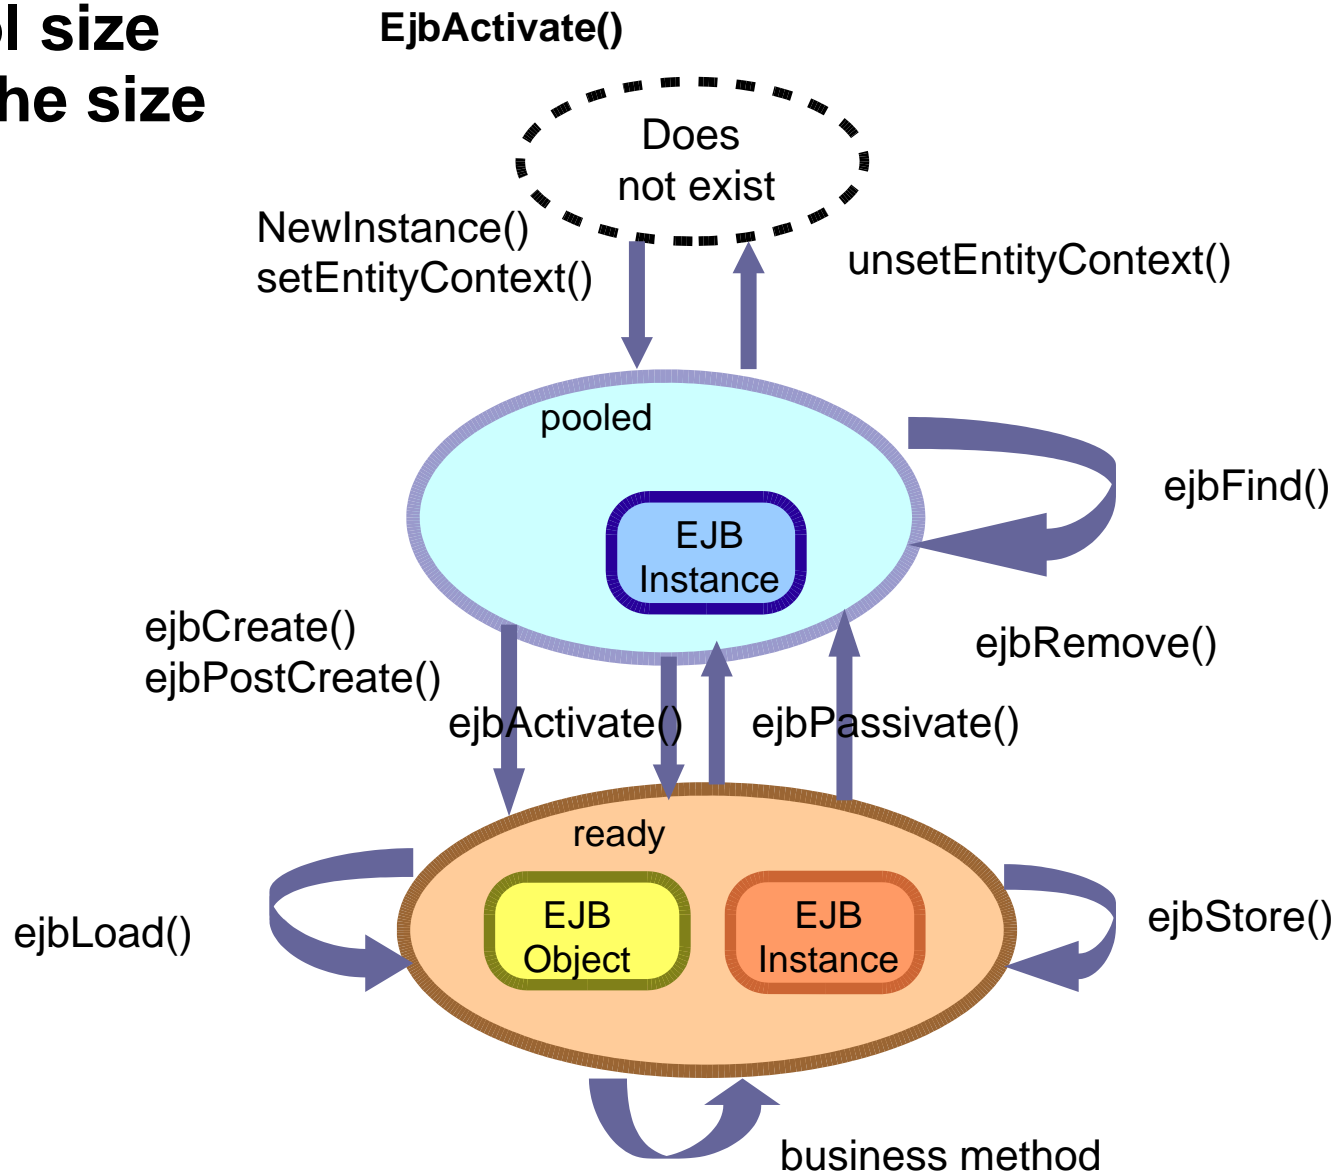 size
size
EjbActivate()
Does
not exist
NewInstance()
setEntityContext()
unsetEntityContext()
pooled
ejbFind()
EJB
Instance
ejbCreate()
ejbPostCreate()
ejbRemove()
ejbActivate()
ejbPassivate()
ready
EJB
Object
EJB
Instance
ejbLoad()
ejbStore()
business method